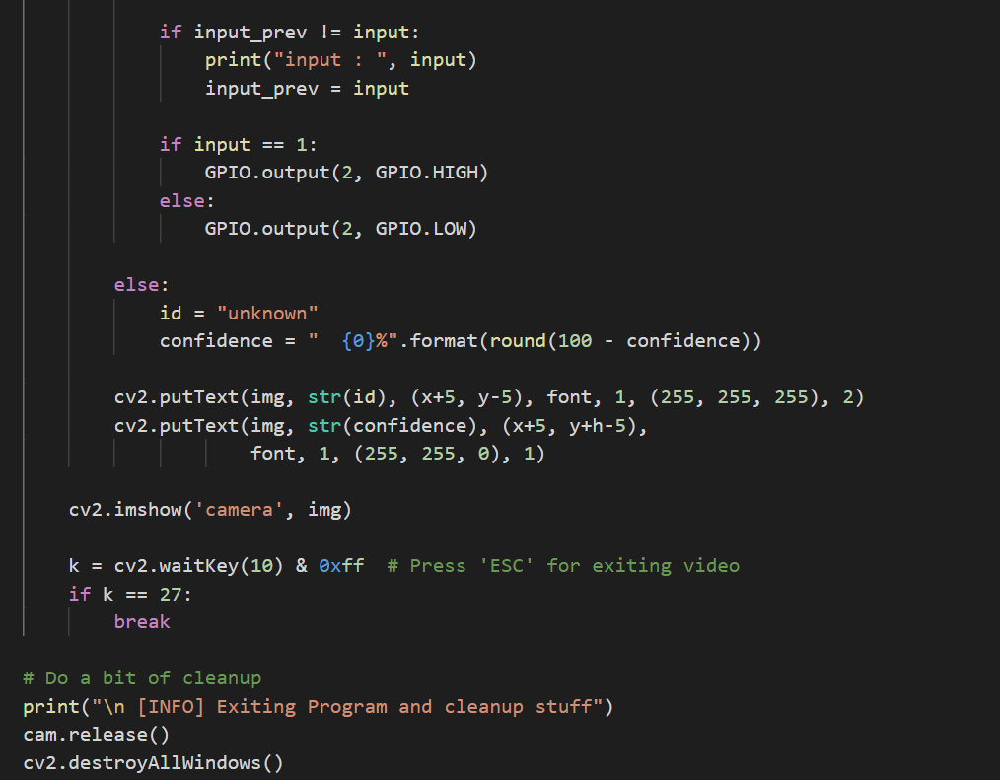 if input_prev != input:
print("input : ", input)
input_prev = input
if input == 1:
GPIO.output(2, GPIO.HIGH)
else:
GPIO.output(2, GPIO.LOW)
else:
id = "unknown"
confidence = "  {0}%".format(round(100 - confidence))
cv2.putText(img, str(id), (x+5, y-5), font, 1, (255, 255, 255), 2)
cv2.putText(img, str(confidence), (x+5, y+h-5),
font, 1, (255, 255, 0), 1)
cv2.imshow('camera', img)
k = cv2.waitKey(10) & 0xff  # Press 'ESC' for exiting video
if k == 27:
break
# Do a bit of cleanup
print("\n [INFO] Exiting Program and cleanup stuff")
cam.release()
cv2.destroyAllWindows()